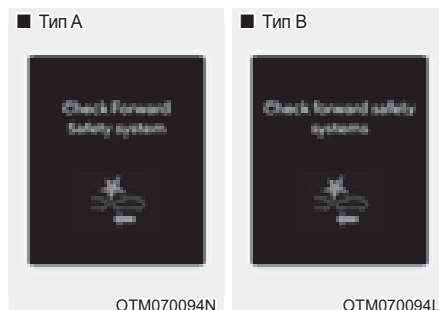 ■ Тип A
■ Тип B
Check Forward
Safety system
Check forward safety
systems
OTM070094N
OTM070094L